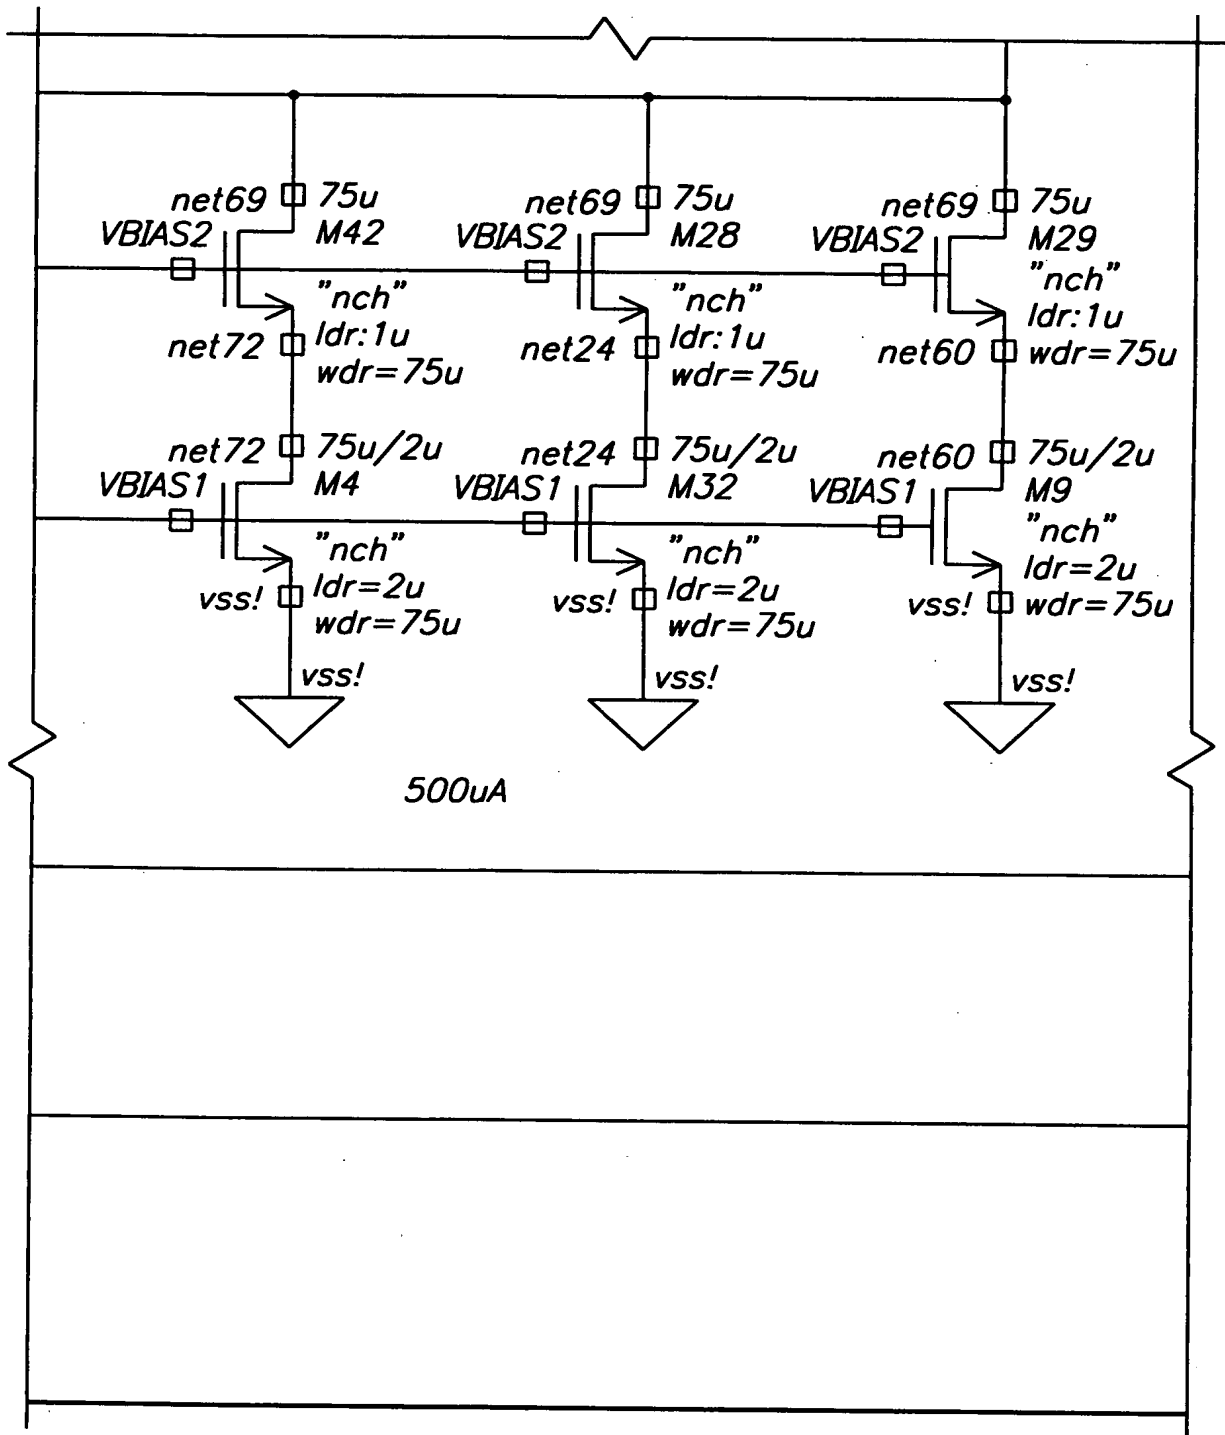 net69 75u
VBIAS2 M42
"nch"
ldr:1u
net72
wdr=75u
net69 75u
VBIAS2 M28
"nch"
ldr:1u
net24
wdr=75u
net69 75u
VBIAS2 M29
"nch"
ldr:1u
net60 wdr=75u
net72 75u/2u
VBIAS1 M4
"nch"
ldr=2u
vss!
wdr=75u
vss!
net24 75u/2u
VBIAS1 M32
"nch"
ldr=2u
vss!
wdr=75u
vss!
net60 75u/2u
VBIAS1 M9
"nch"
ldr=2u
vss! wdr=75u
vss!
500uA